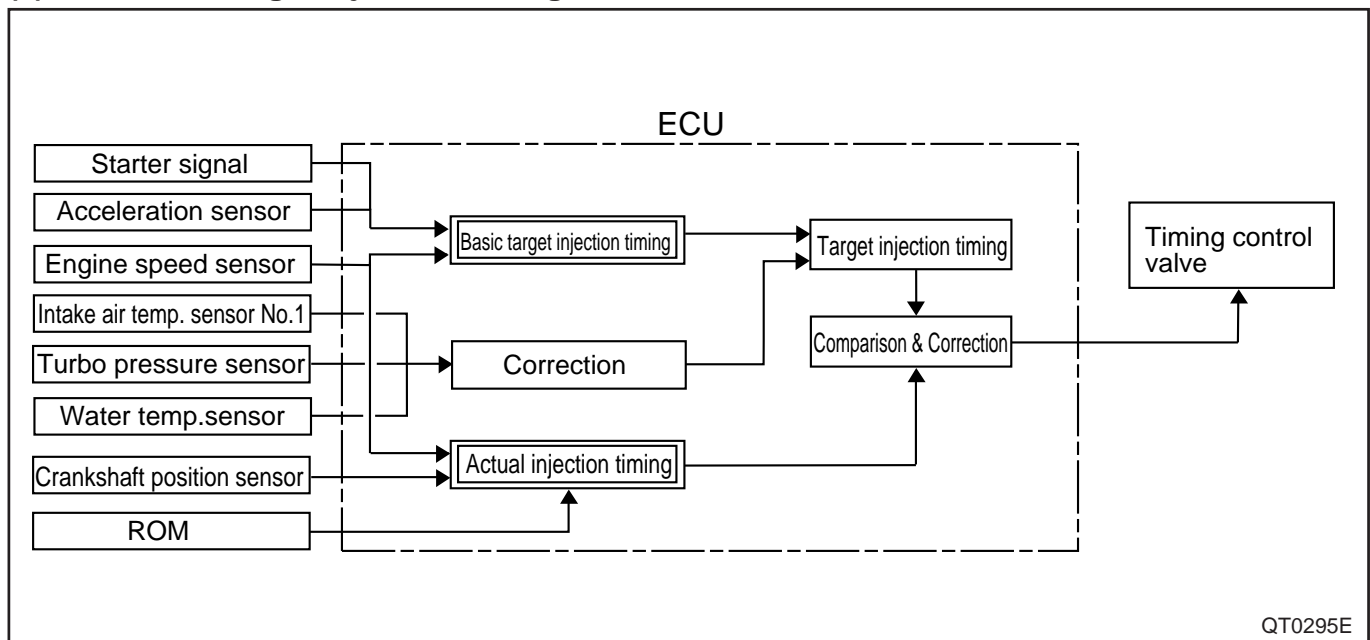 ECU
Starter signal
Acceleration sensor
Engine speed sensor
Intake air temp. sensor No.1
Turbo pressure sensor
Water temp.sensor
Crankshaft position sensor
ROM
Basic target injection timing
Correction
Actual injection timing
Target injection timing
Comparison & Correction
Timing control
valve
QT0295E